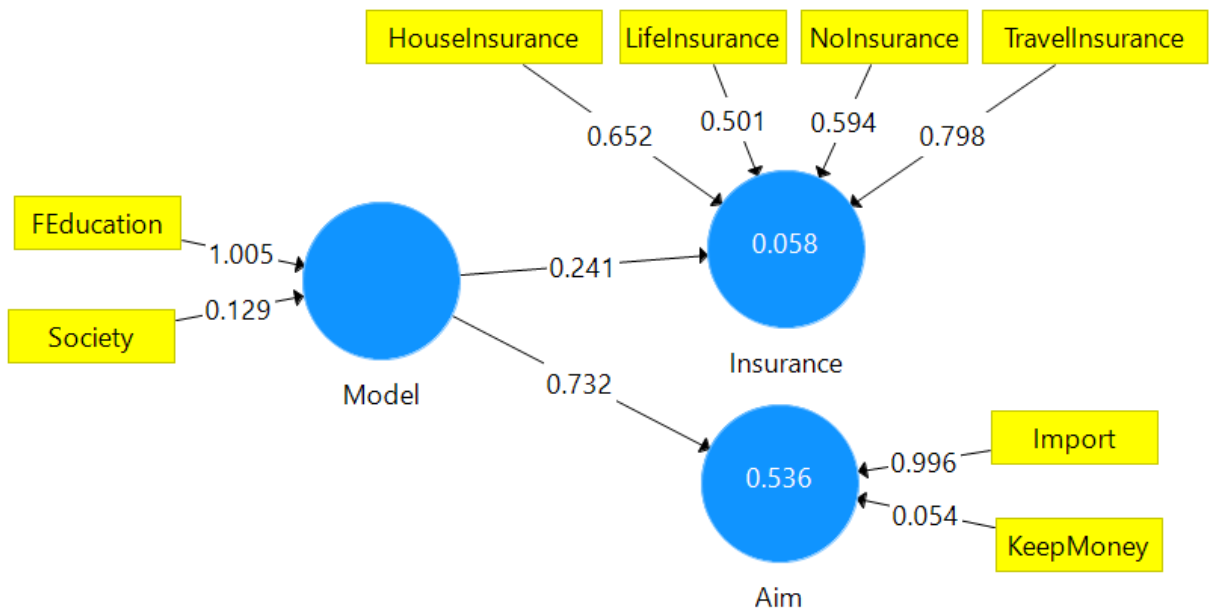 HouseInsurance
LifeInsurance
NoInsurance
TravelInsurance
0.652
0.501
0.594
0.798
FEducation
1.005
0.129
Society
Model
0.241
0.058
Insurance
0.732
0.536
Aim
Import
0.996
0.054
KeepMoney